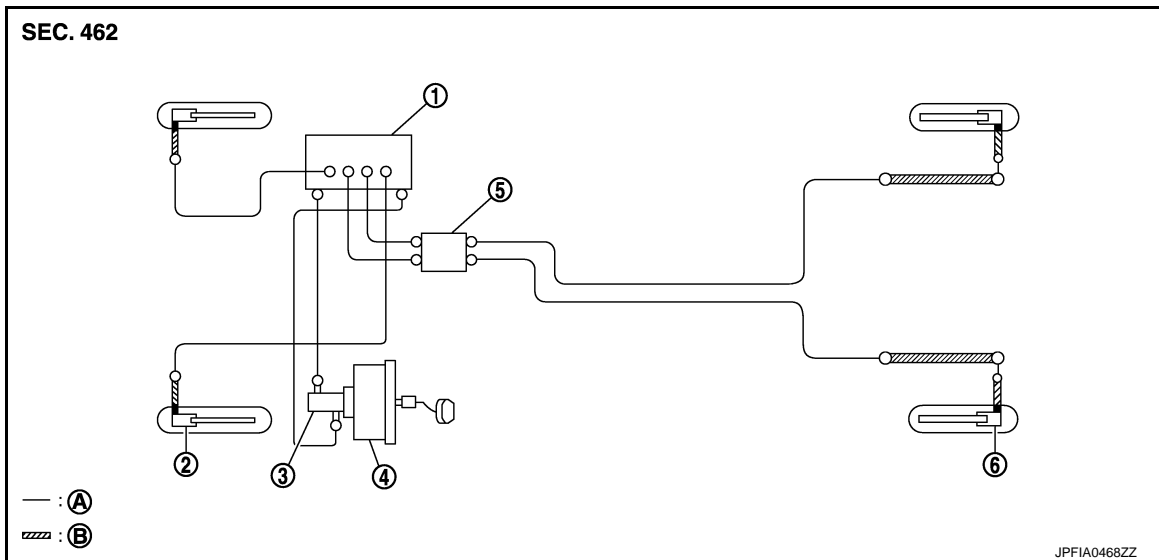 SEC. 462
①
⑤
②
③
④
⑥
— : Ⓐ
: Ⓑ
JPFIA0468ZZ